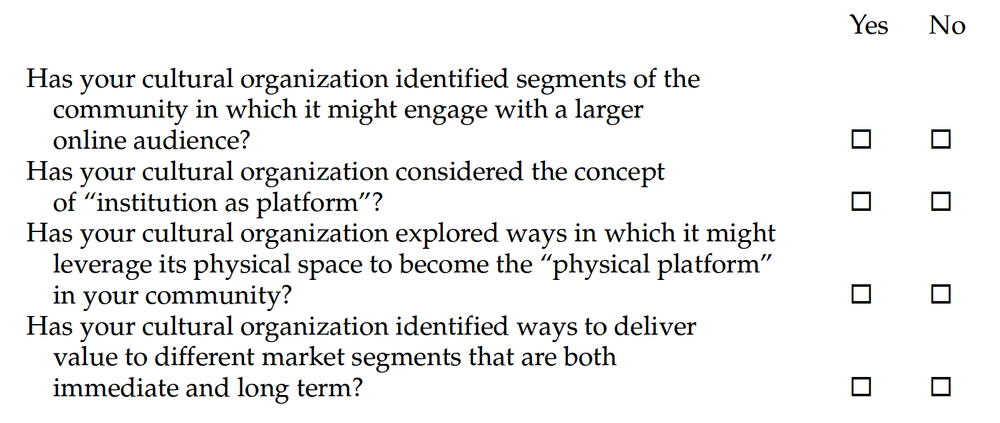 Yes No
Has your cultural organization identified segments of the
community in which it might engage with a larger
online audience? ☐ ☐
Has your cultural organization considered the concept
of “institution as platform”? ☐ ☐
Has your cultural organization explored ways in which it might
leverage its physical space to become the “physical platform”
in your community? ☐ ☐
Has your cultural organization identified ways to deliver
value to different market segments that are both
immediate and long term? ☐ ☐